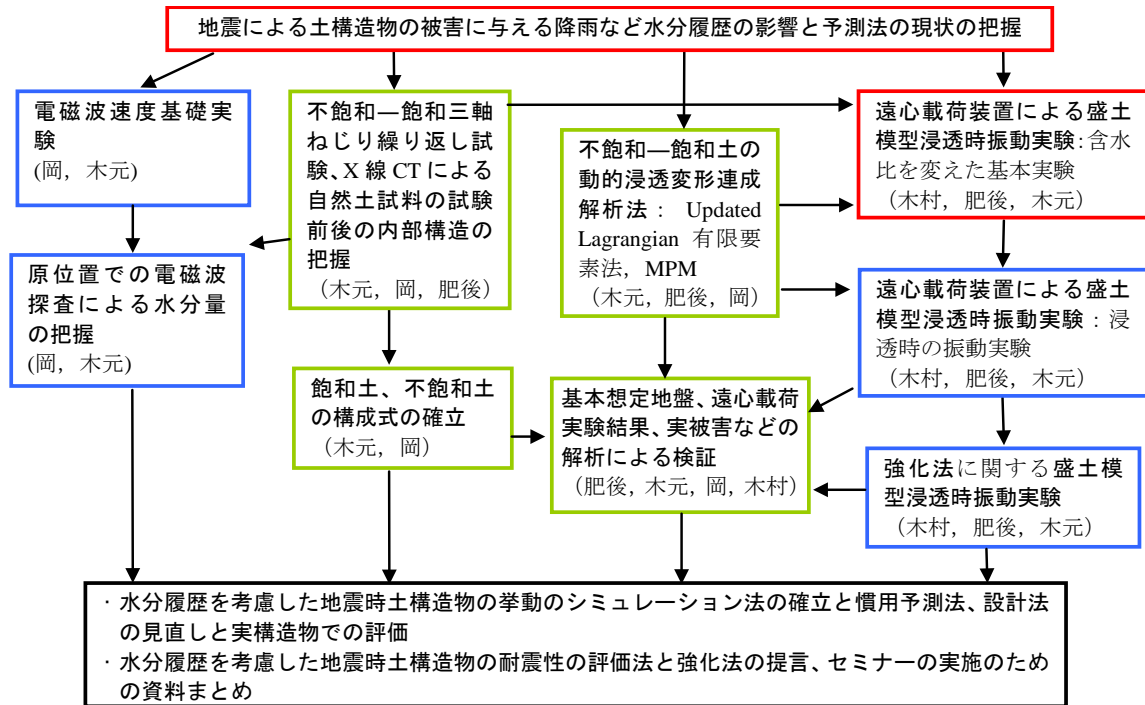 地震による土構造物の被害に与える降雨など水分履歴の影響と予測法の現状の把握
電磁波速度基礎実
験
(岡，木元)
原位置での電磁波
探査による水分量
の把握
(岡，木元)
不飽和―飽和三軸
ねじり繰り返し試
験、X 線 CT による
自然土試料の試験
前後の内部構造の
把握
（木元，岡，肥後）
飽和土、不飽和土
の構成式の確立
（木元，岡）
不飽和―飽和土の
動的浸透変形連成
解析法： Updated
Lagrangian 有限要
素法，MPM
（木元，肥後，岡）
基本想定地盤、遠心載荷
実験結果、実被害などの
解析による検証
（肥後，木元，岡，木村）
遠心載荷装置による盛土
模型浸透時振動実験：含水
比を変えた基本実験
（木村，肥後，木元）
遠心載荷装置による盛土
模型浸透時振動実験：浸
透時の振動実験
（木村，肥後，木元）
強化法に関する盛土模
型浸透時振動実験
（木村，肥後，木元）
・水分履歴を考慮した地震時土構造物の挙動のシミュレーション法の確立と慣用予測法、設計法
の見直しと実構造物での評価
・水分履歴を考慮した地震時土構造物の耐震性の評価法と強化法の提言、セミナーの実施のため
の資料まとめ